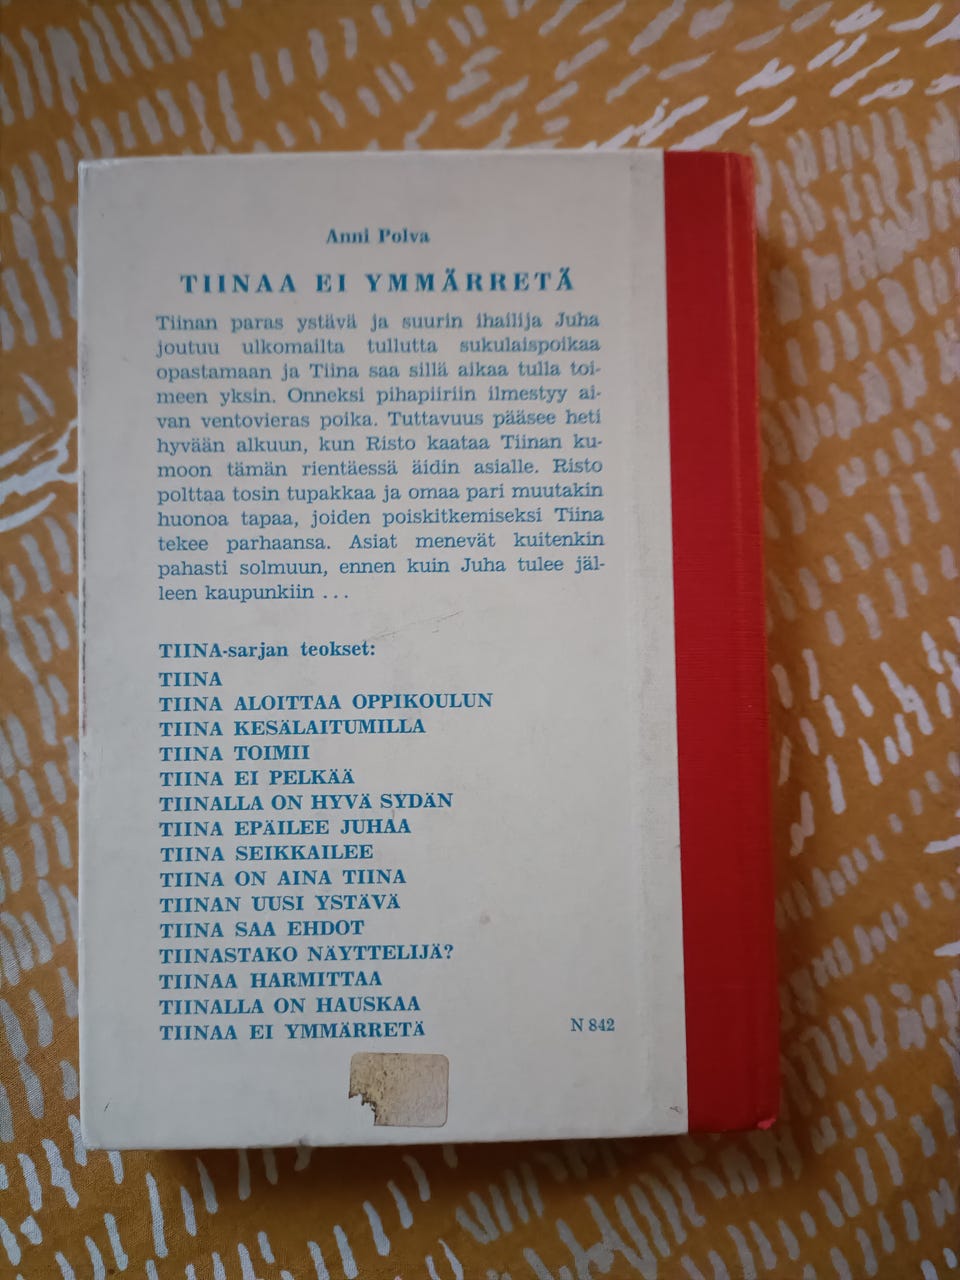 Anni Polva
TIINAA EI YMMÄRRETÄ
Tiinan paras ystävä ja suurin ihailija Juha
joutuu ulkomailta tullutta sukulaispoikaa
opastamaan ja Tiina saa sillä aikaa tulla toi-
meen yksin. Onneksi pihapiiriin ilmestyy ai-
van ventovieras poika. Tuttavuus pääsee heti
hyvään alkuun, kun Risto kaataa Tiinan ku-
moon tämän rientäessä äidin asialle. Risto
polttaa tosin tupakkaa ja omaa pari muutakin
huonoa tapaa, joiden poiskitkemiseksi Tiina
tekee parhaansa. Asiat menevät kuitenkin
pahasti solmuun, ennen kuin Juha tulee jäl-
leen kaupunkiin ...
TIINA-sarjan teokset:
TIINA
TIINA ALOITTAA OPPIKOULUN
TIINA KESÄLAITUMILLA
TIINA TOIMII
TIINA EI PELKÄÄ
TIINALLA ON HYVÄ SYDÄN
TIINA EPÄILEE JUHAA
TIINA SEIKKAILEE
TIINA ON AINA TIINA
TIINAN UUSI YSTÄVÄ
TIINA SAA EHDOT
TIINASTAKO NÄYTTELIJÄ?
TIINAA HARMITTAA
TIINALLA ON HAUSKAA
TIINAA EI YMMÄRRETÄ
N 842